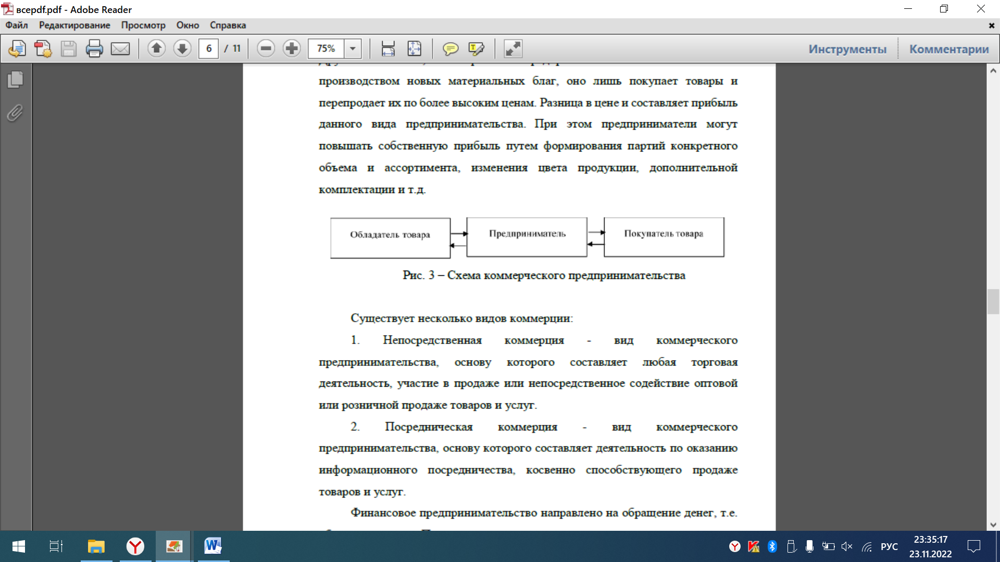 всеpdf.pdf - Adobe Reader
Файл Редактирование Просмотр Окно Справка
6 / 11 75% Инструменты Комментарии
производством новых материальных благ, оно лишь покупает товары и
перепродает их по более высоким ценам. Разница в цене и составляет прибыль
данного вида предпринимательства. При этом предприниматели могут
повышать собственную прибыль путем формирования партий конкретного
объема и ассортимента, изменения цвета продукции, дополнительной
комплектации и т.д.
Обладатель товара Предприниматель Покупатель товара
Рис. 3 – Схема коммерческого предпринимательства
Существует несколько видов коммерции:
1. Непосредственная коммерция - вид коммерческого
предпринимательства, основу которого составляет любая торговая
деятельность, участие в продаже или непосредственное содействие оптовой
или розничной продаже товаров и услуг.
2. Посредническая коммерция - вид коммерческого
предпринимательства, основу которого составляет деятельность по оказанию
информационного посредничества, косвенно способствующего продаже
товаров и услуг.
Финансовое предпринимательство направлено на обращение денег, т.е.
РУС
23:35:17
23.11.2022